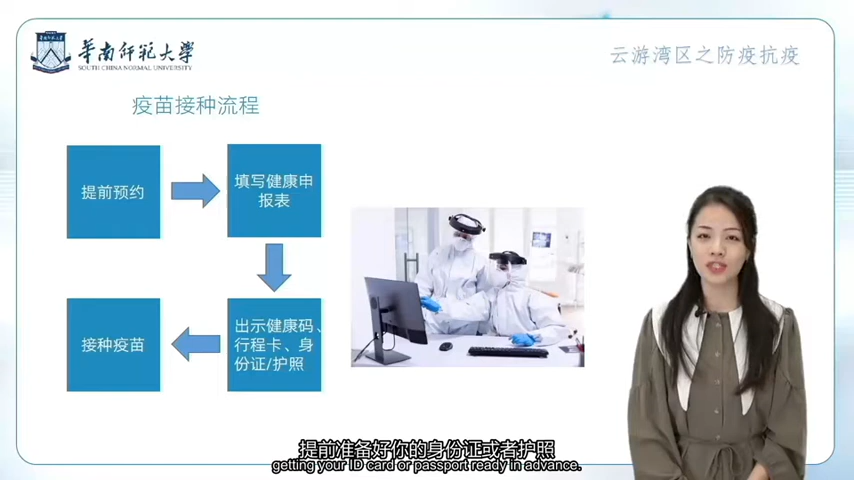 华南师范大学
SOUTH CHINA NORMAL UNIVERSITY
云游湾区之防疫抗疫
疫苗接种流程
提前预约
填写健康申
报表
出示健康码、
行程卡、身
份证/护照
接种疫苗
提前准备好你的身份证或者护照
getting your ID card or passport ready in advance.